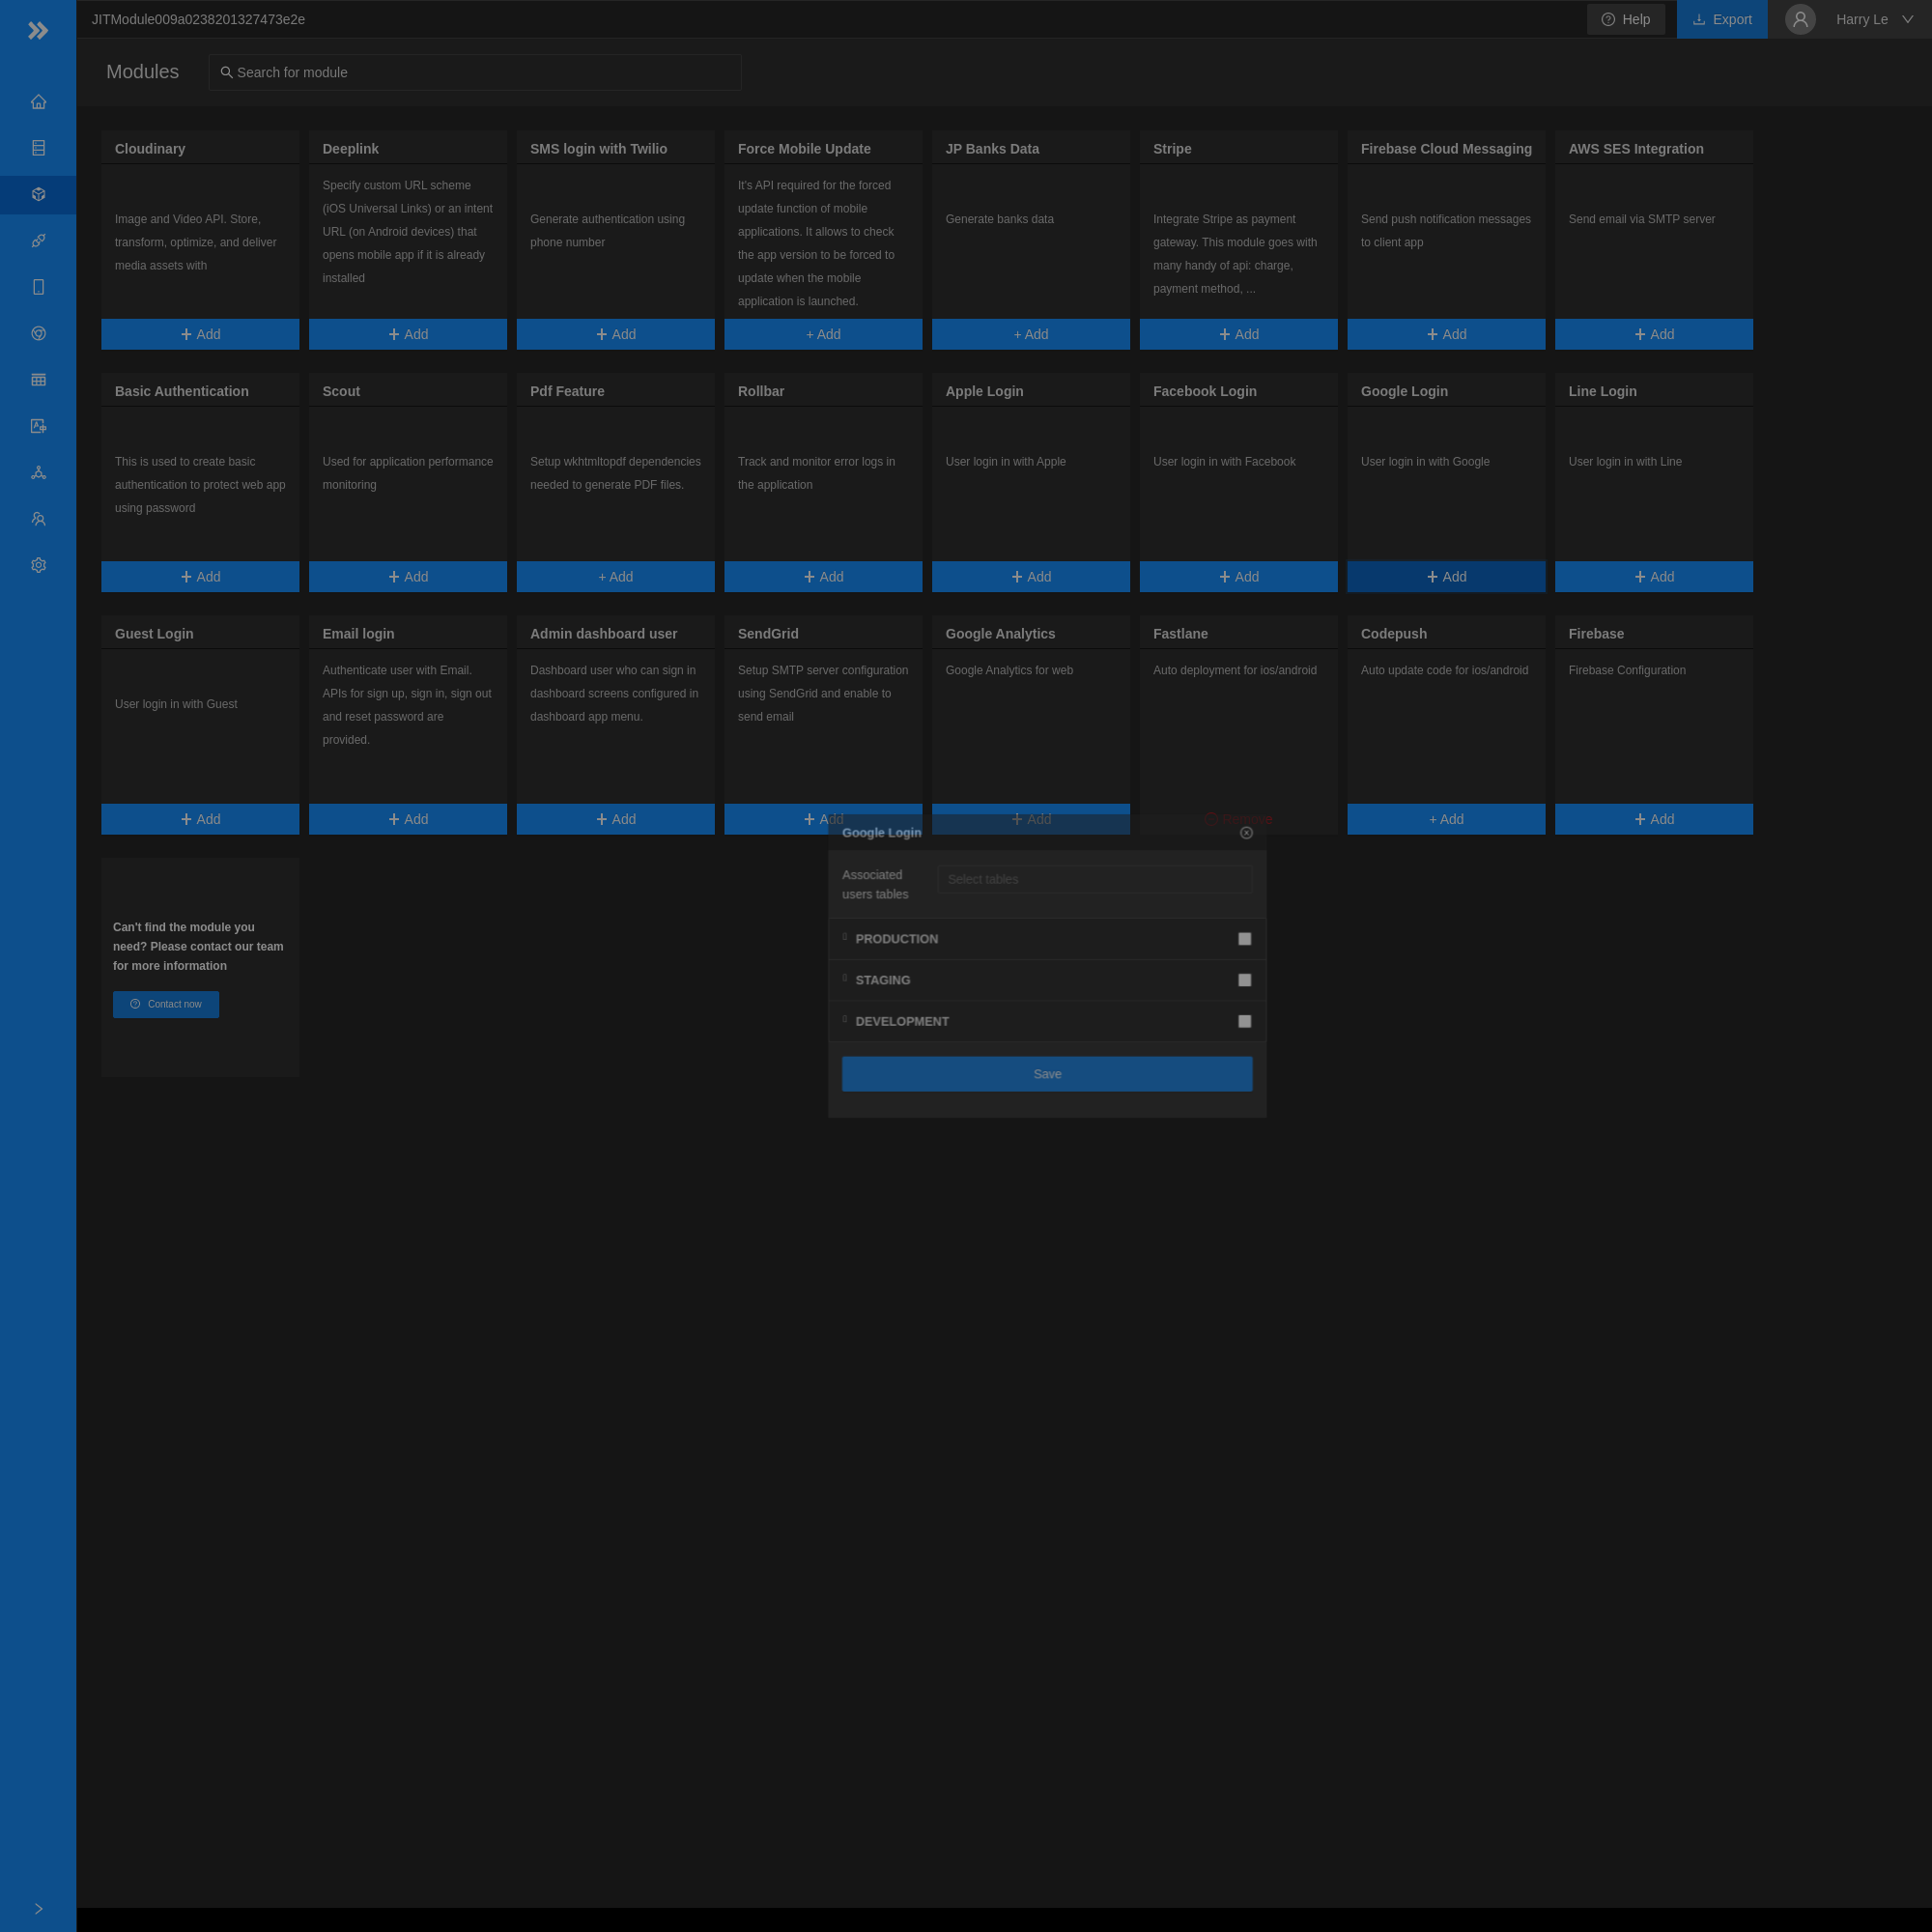 JITModule009a0238201327473e2e
Help
Export
Harry Le
Modules
Search for module
Cloudinary
Image and Video API. Store,
transform, optimize, and deliver
media assets with
+ Add
Deeplink
Specify custom URL scheme
(iOS Universal Links) or an intent
URL (on Android devices) that
opens mobile app if it is already
installed
+ Add
SMS login with Twilio
Generate authentication using
phone number
+ Add
Force Mobile Update
It's API required for the forced
update function of mobile
applications. It allows to check
the app version to be forced to
update when the mobile
application is launched.
+ Add
JP Banks Data
Generate banks data
+ Add
Stripe
Integrate Stripe as payment
gateway. This module goes with
many handy of api: charge,
payment method, ...
+ Add
Firebase Cloud Messaging
Send push notification messages
to client app
+ Add
AWS SES Integration
Send email via SMTP server
+ Add
Basic Authentication
This is used to create basic
authentication to protect web app
using password
+ Add
Scout
Used for application performance
monitoring
+ Add
Pdf Feature
Setup wkhtmltopdf dependencies
needed to generate PDF files.
+ Add
Rollbar
Track and monitor error logs in
the application
+ Add
Apple Login
User login in with Apple
+ Add
Facebook Login
User login in with Facebook
+ Add
Google Login
User login in with Google
+ Add
Line Login
User login in with Line
+ Add
Guest Login
User login in with Guest
+ Add
Email login
Authenticate user with Email.
APIs for sign up, sign in, sign out
and reset password are
provided.
+ Add
Admin dashboard user
Dashboard user who can sign in
dashboard screens configured in
dashboard app menu.
+ Add
SendGrid
Setup SMTP server configuration
using SendGrid and enable to
send email
+ Add
Google Analytics
Google Analytics for web
+ Add
Fastlane
Auto deployment for ios/android
Remove
Codepush
Auto update code for ios/android
+ Add
Firebase
Firebase Configuration
+ Add
Can't find the module you
need? Please contact our team
for more information
Contact now
Google Login
Associated
users tables
Select tables
PRODUCTION
STAGING
DEVELOPMENT
Save